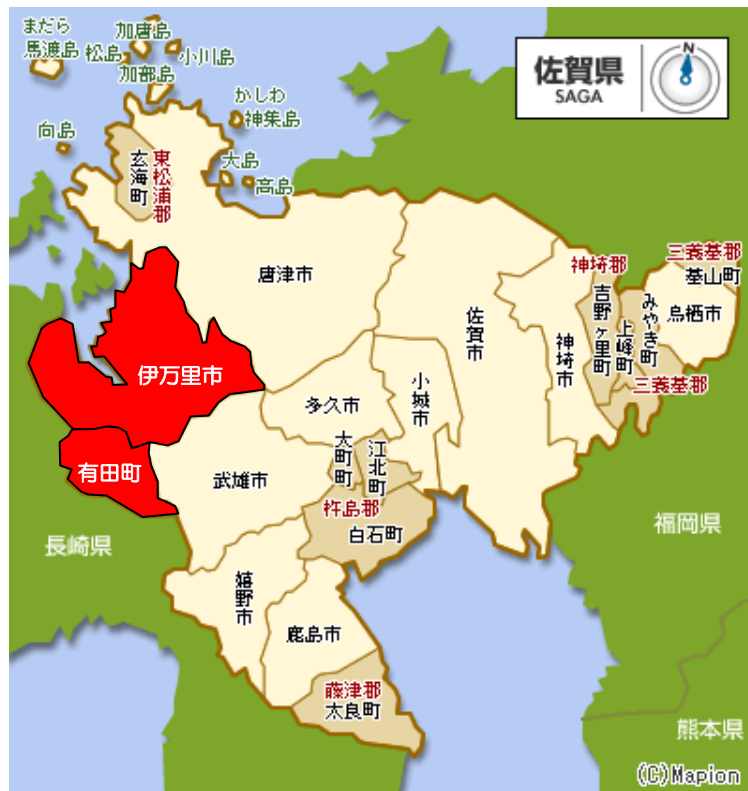 まだら
馬渡島
加唐島
松島
小川島
加部島
かしわ
神集島
向島
大島
高島
佐賀県
SAGA
N
玄海町
東松浦郡
唐津市
伊万里市
有田町
佐賀市
神埼市
神埼郡
吉野ヶ里町
上峰町
みやき町
三養基郡
基山町
鳥栖市
三養基郡
多久市
小城市
大町町
江北町
武雄市
杵島郡
白石町
嬉野市
鹿島市
藤津郡
太良町
長崎県
福岡県
熊本県
(C)Mapion